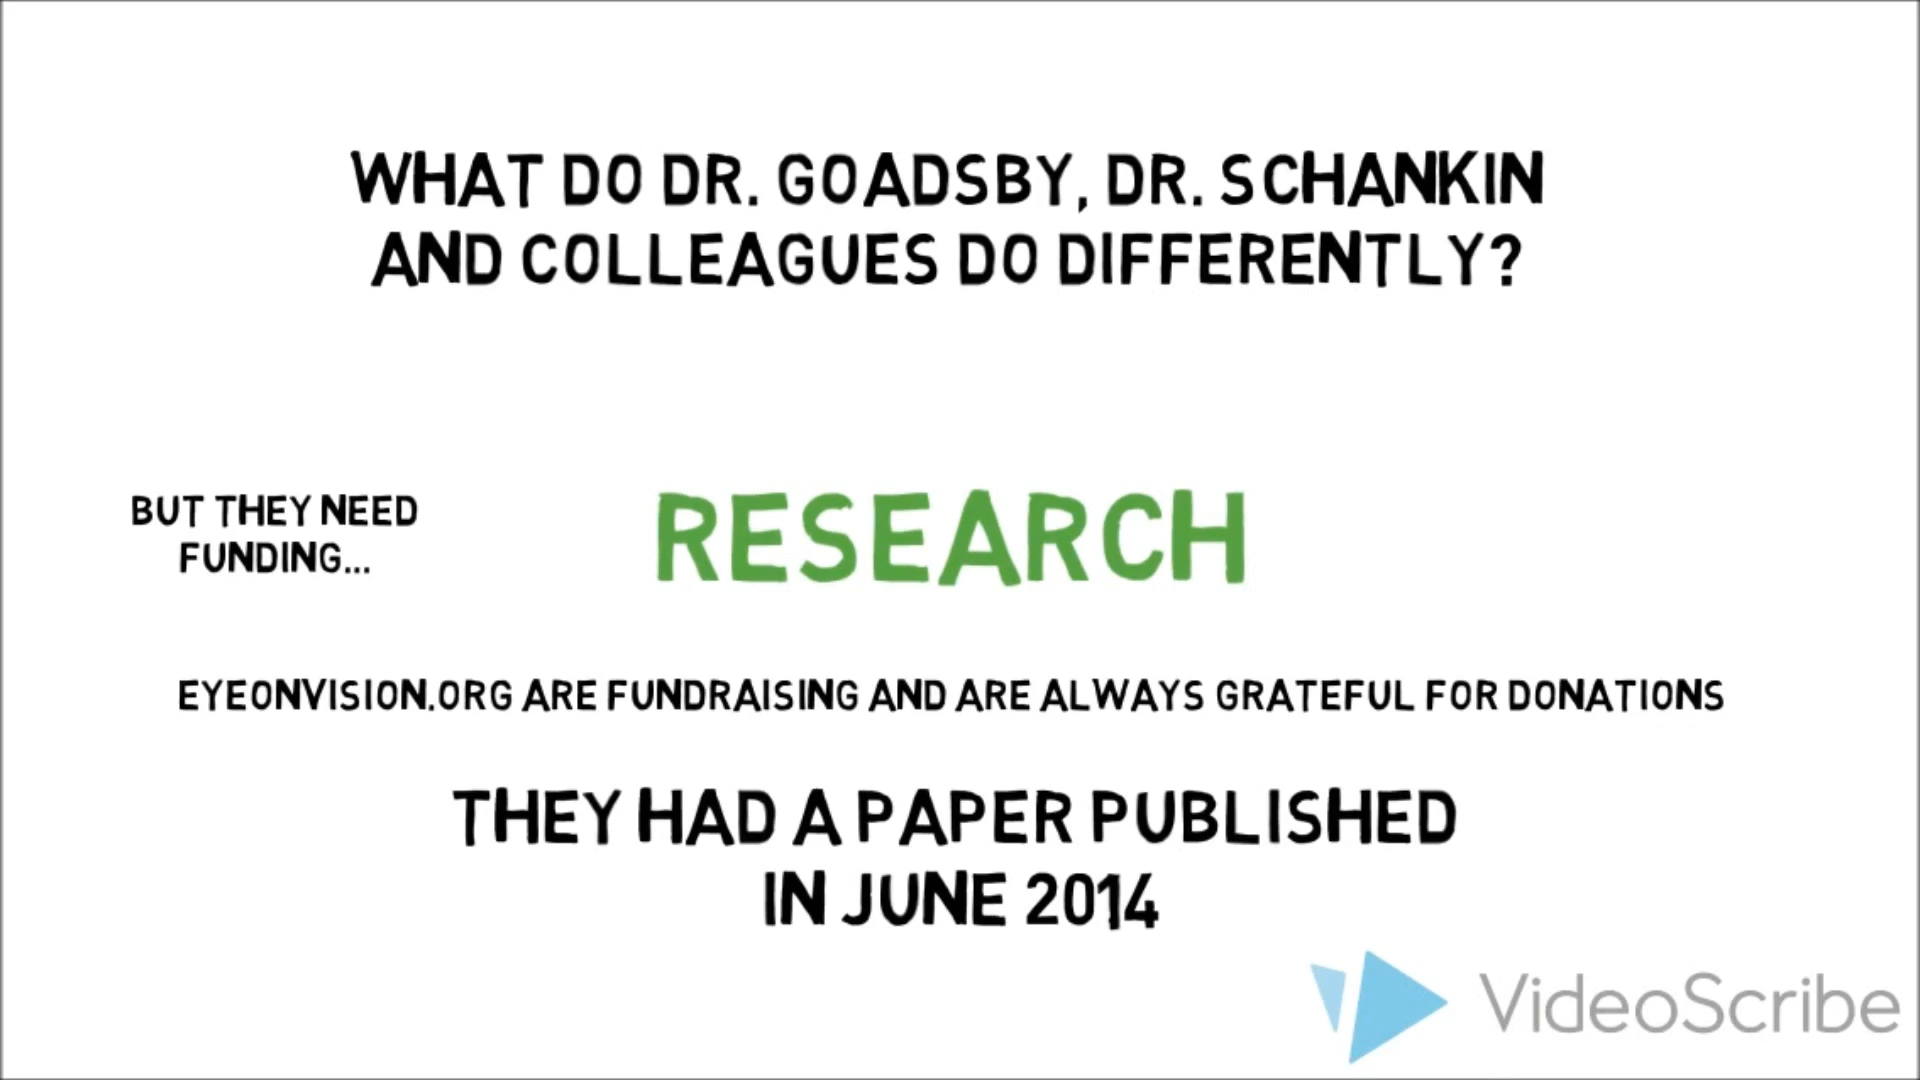 WHAT DO DR. GOADSBY, DR. SCHANKIN
AND COLLEAGUES DO DIFFERENTLY?
BUT THEY NEED
FUNDING...
RESEARCH
EYEONVISION.ORG ARE FUNDRAISING AND ARE ALWAYS GRATEFUL FOR DONATIONS
THEY HAD A PAPER PUBLISHED
IN JUNE 2014
VideoScribe